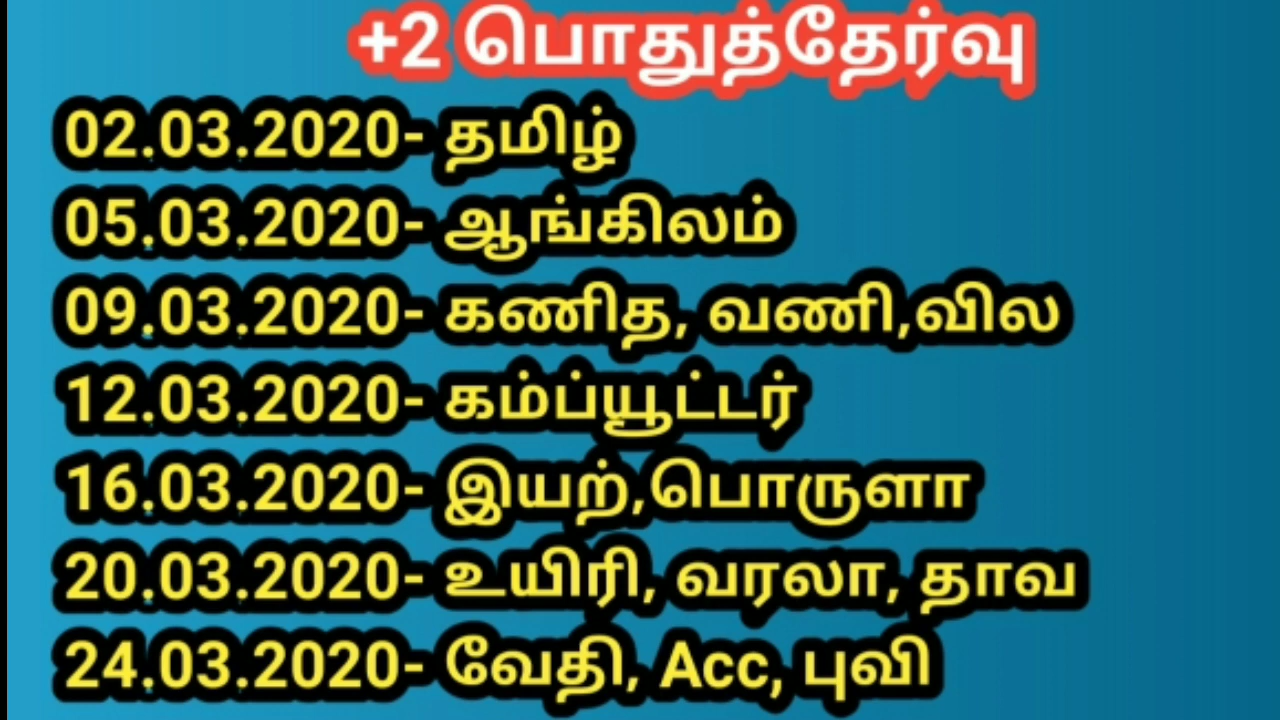 +2 பொதுத்தேர்வு
02.03.2020- தமிழ்
05.03.2020- ஆங்கிலம்
09.03.2020- கணித, வணி,வில
12.03.2020- கம்ப்யூட்டர்
16.03.2020- இயற்,பொருளா
20.03.2020- உயிரி, வரலா, தாவ
24.03.2020- வேதி, Acc, புவி